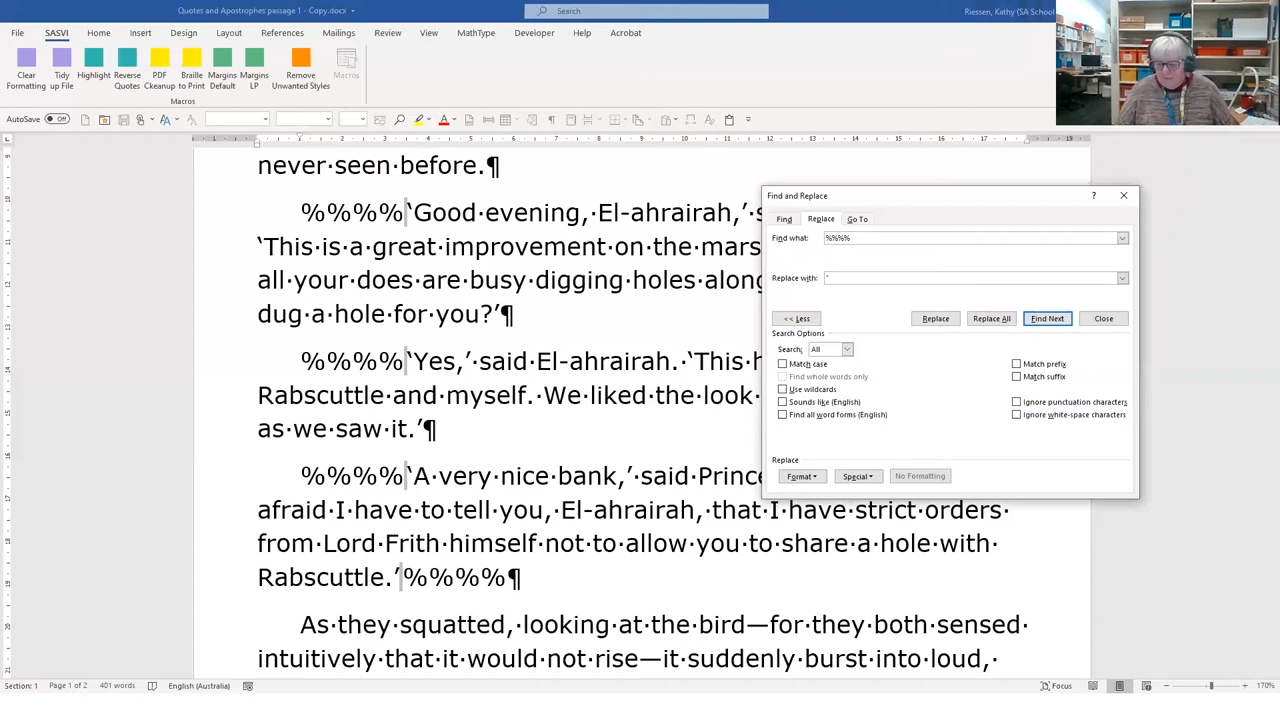 Quotes and Apostrophes passage 1 - Copy.docx
Search
Riessen, Kathy (SA School
File SASVI Home Insert Design Layout References Mailings Review View MathType Developer Help Acrobat
Clear Formatting
Tidy up File
Highlight
Reverse Quotes
PDF Cleanup
Braille to Print
Margins Default
Margins LP
Remove Unwanted Styles
Macros
Macros
AutoSave Off
never·seen·before.¶
%%%%‘Good·evening,·El-ahrairah,’·s
‘This·is·a·great·improvement·on·the·mars
all·your·does·are·busy·digging·holes·along
dug·a·hole·for·you?’¶
%%%%‘Yes,’·said·El-ahrairah.·‘This·h
Rabscuttle·and·myself.·We·liked·the·look·
as·we·saw·it.’¶
%%%%‘A·very·nice·bank,’·said·Prince
afraid·I·have·to·tell·you,·El-ahrairah,·that·I·have·strict·orders·
from·Lord·Frith·himself·not·to·allow·you·to·share·a·hole·with·
Rabscuttle.’%%%%¶
As·they·squatted,·looking·at·the·bird—for·they·both·sensed·
intuitively·that·it·would·not·rise—it·suddenly·burst·into·loud,·
Find and Replace ?
Find Replace Go To
Find what: %%%%
Replace with: "
<< Less Replace Replace All Find Next Close
Search Options
Search: All
Match case Match prefix
Find whole words only Match suffix
Use wildcards
Sounds like (English) Ignore punctuation characters
Find all word forms (English) Ignore white-space characters
Replace
Format Special No Formatting
Section: 1 Page 1 of 2 401 words English (Australia) Focus 170%